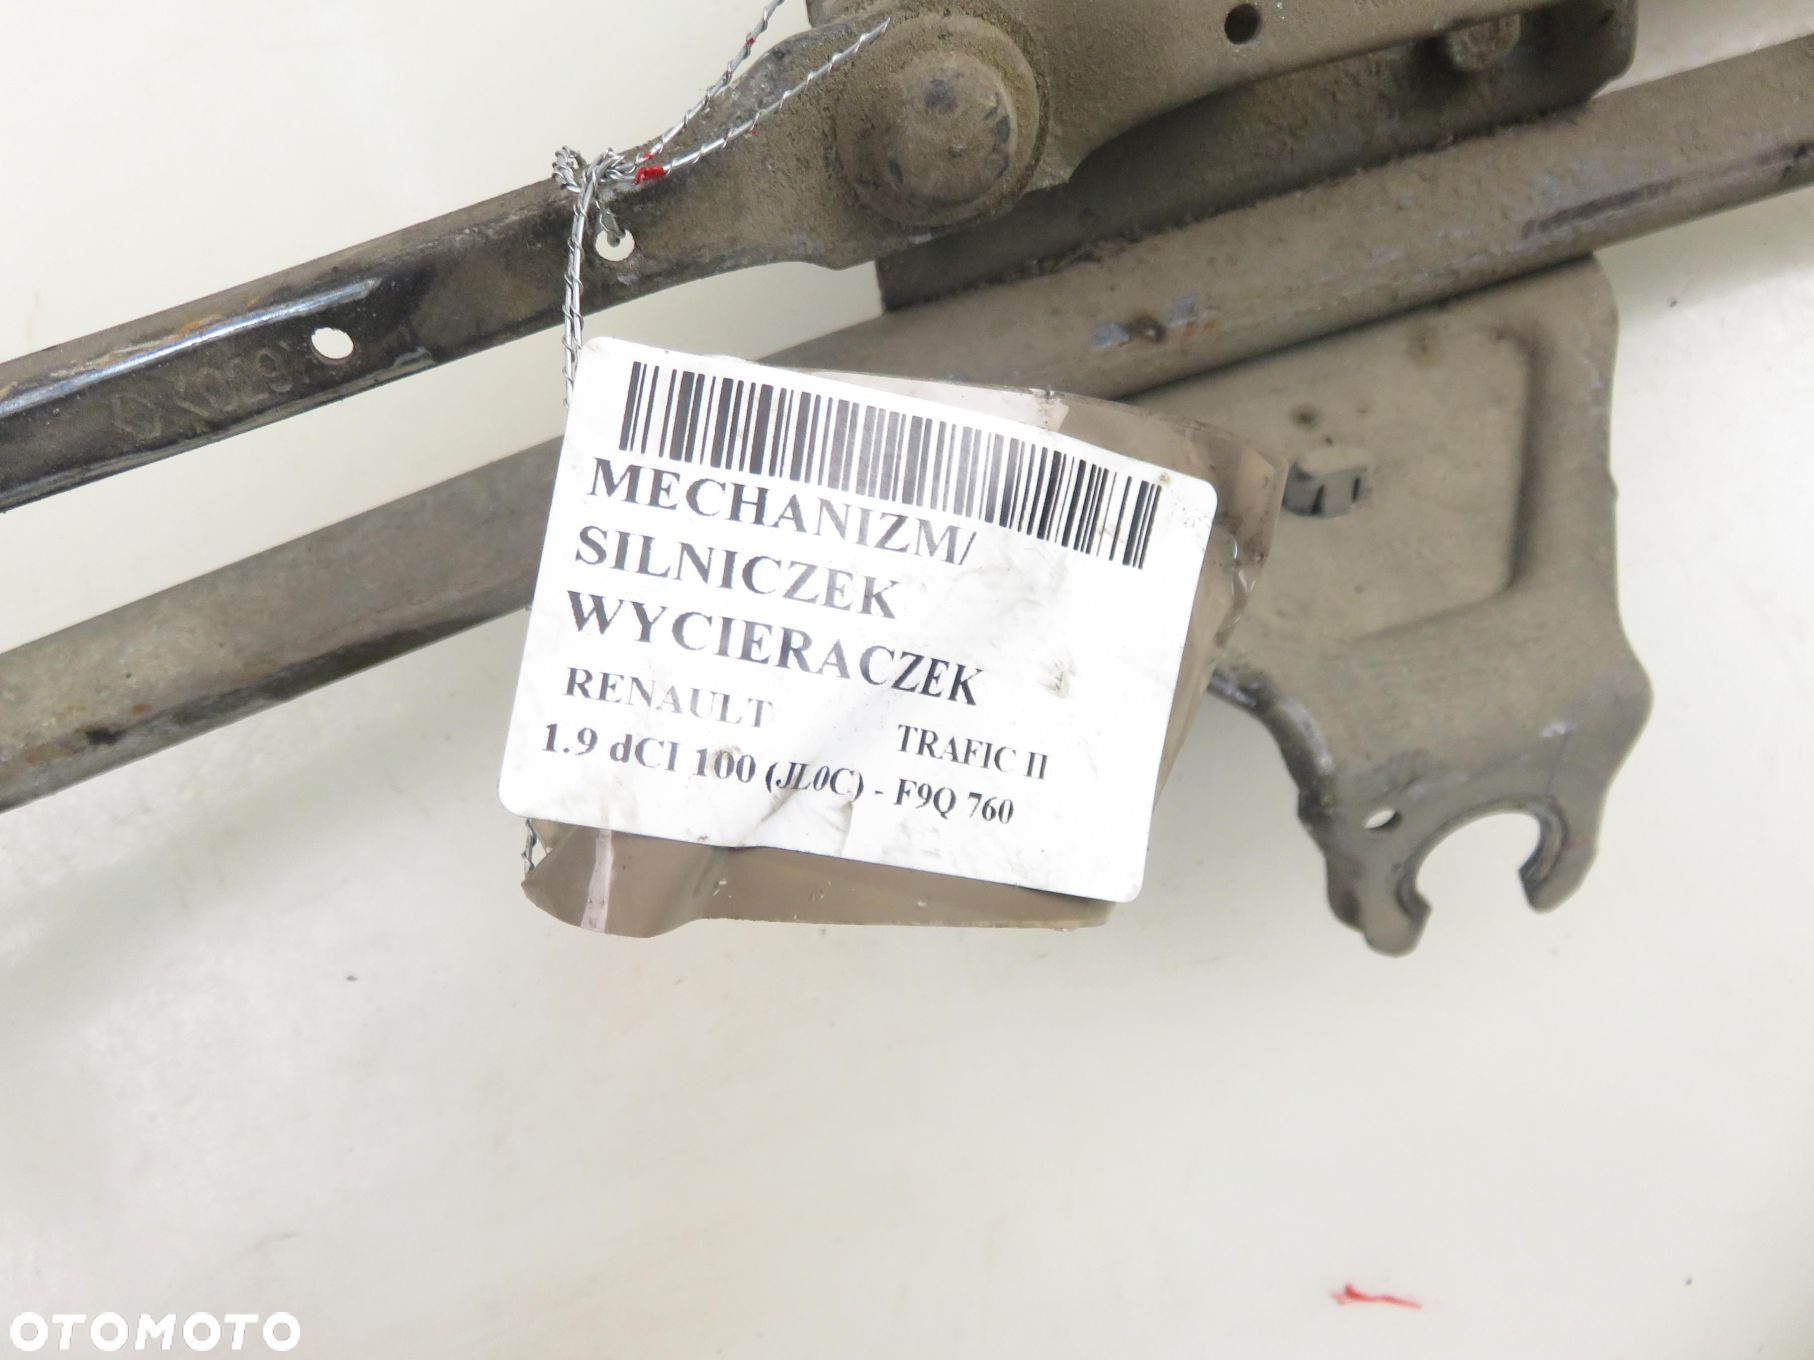 MECHANIZM/
SILNICZEK
WYCIERACZEK
RENAULT TRAFIC II
1.9 dCI 100 (JL0C) - F9Q 760
OTOMOTO